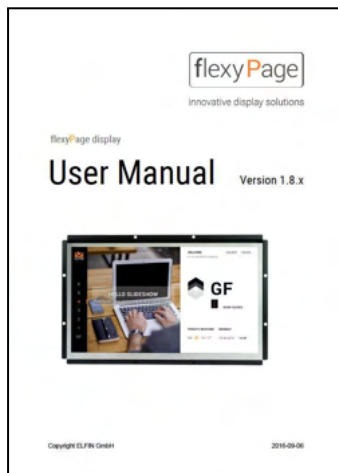 flexyPage
innovative display solutions
flexyPage display
User Manual Version 1.8.x
HELLO SLIDESHOW
GF
Copyright ELFIN GmbH
2016-09-06